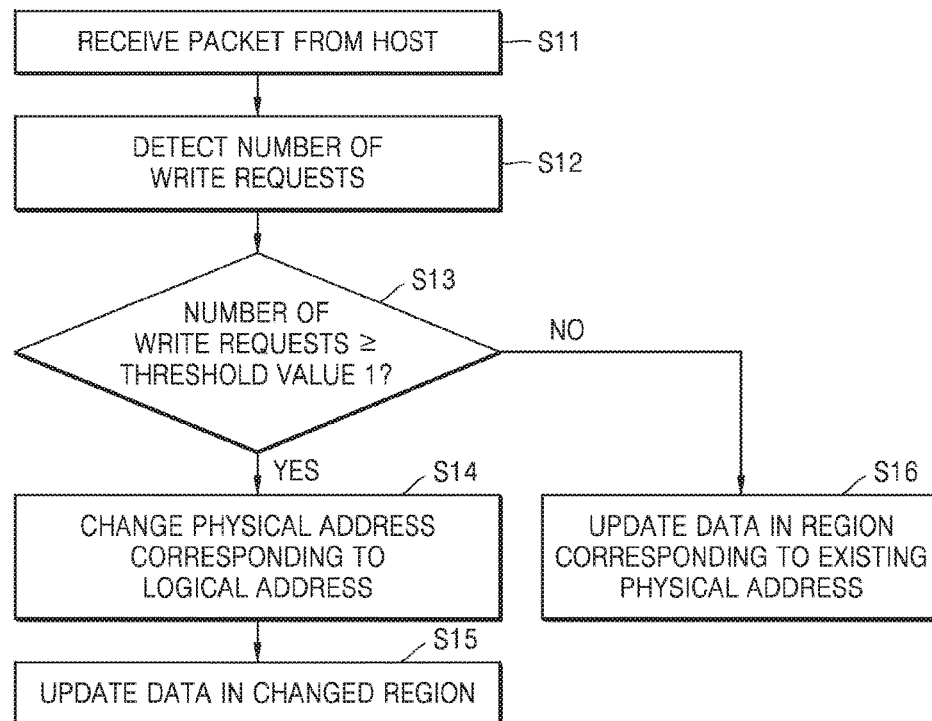 RECEIVE PACKET FROM HOST
S11
DETECT NUMBER OF
WRITE REQUESTS
S12
S13
NUMBER OF
WRITE REQUESTS ≥
THRESHOLD VALUE 1?
NO
YES
S14
CHANGE PHYSICAL ADDRESS
CORRESPONDING TO
LOGICAL ADDRESS
S16
UPDATE DATA IN REGION
CORRESPONDING TO EXISTING
PHYSICAL ADDRESS
S15
UPDATE DATA IN CHANGED REGION